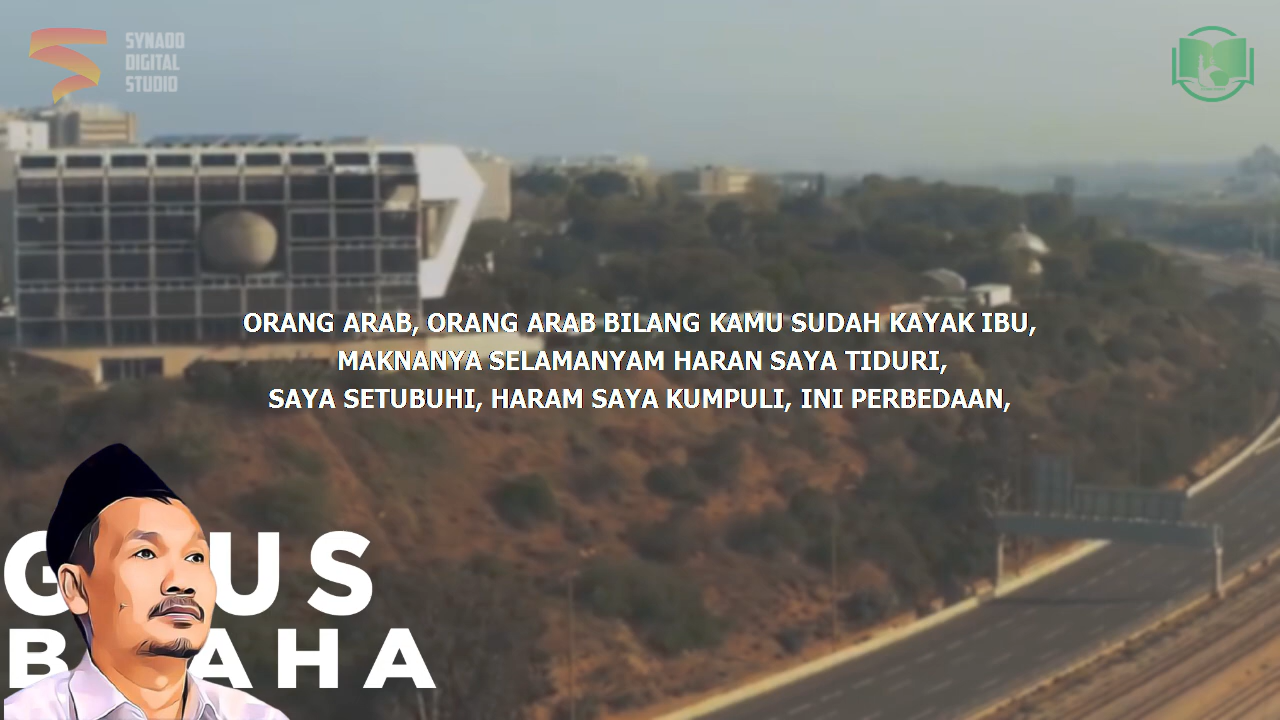 SYNADO
DIGITAL
STUDIO
ORANG ARAB, ORANG ARAB BILANG KAMU SUDAH KAYAK IBU,
MAKNANYA SELAMANYAM HARAN SAYA TIDURI,
SAYA SETUBUHI, HARAM SAYA KUMPULI, INI PERBEDAAN,
GUS
BAHA